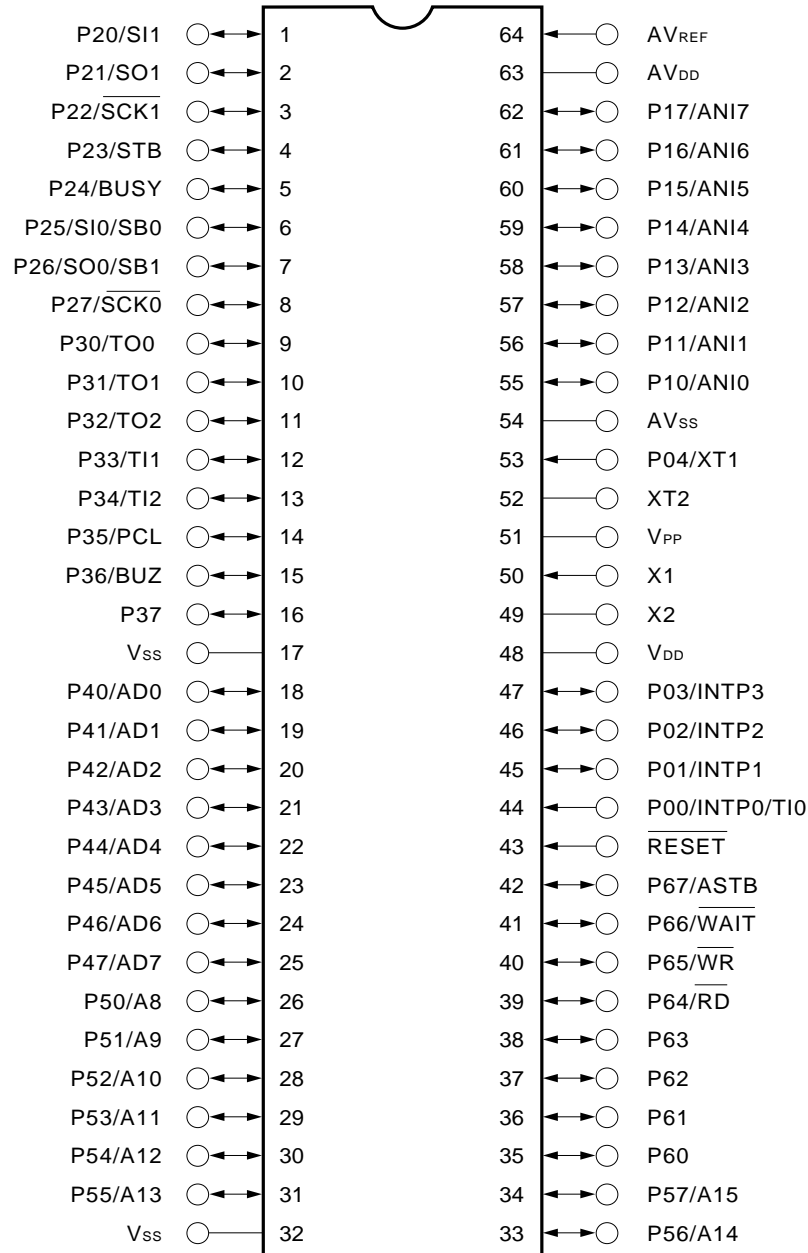 P20/SI1 1 64 AVREF
P21/SO1 2 63 AVDD
P22/SCK1 3 62 P17/ANI7
P23/STB 4 61 P16/ANI6
P24/BUSY 5 60 P15/ANI5
P25/SI0/SB0 6 59 P14/ANI4
P26/SO0/SB1 7 58 P13/ANI3
P27/SCK0 8 57 P12/ANI2
P30/TO0 9 56 P11/ANI1
P31/TO1 10 55 P10/ANI0
P32/TO2 11 54 AVSS
P33/TI1 12 53 P04/XT1
P34/TI2 13 52 XT2
P35/PCL 14 51 VPP
P36/BUZ 15 50 X1
P37 16 49 X2
VSS 17 48 VDD
P40/AD0 18 47 P03/INTP3
P41/AD1 19 46 P02/INTP2
P42/AD2 20 45 P01/INTP1
P43/AD3 21 44 P00/INTP0/TI0
P44/AD4 22 43 RESET
P45/AD5 23 42 P67/ASTB
P46/AD6 24 41 P66/WAIT
P47/AD7 25 40 P65/WR
P50/A8 26 39 P64/RD
P51/A9 27 38 P63
P52/A10 28 37 P62
P53/A11 29 36 P61
P54/A12 30 35 P60
P55/A13 31 34 P57/A15
VSS 32 33 P56/A14